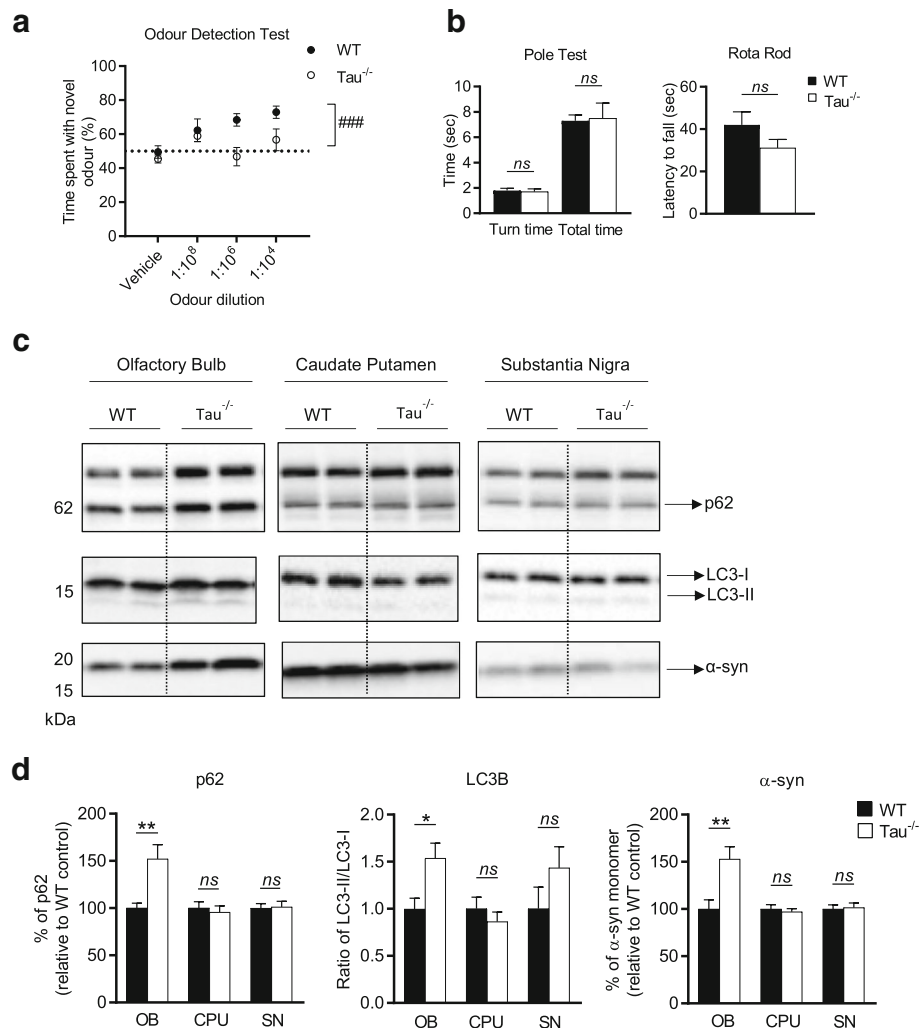 a
Odour Detection Test
WT
Tau-/-
100
80
60
40
20
0
Time spent with novel
odour (%)
###
Vehicle
1:10^8
1:10^6
1:10^4
Odour dilution
b
Pole Test
10
8
6
4
2
0
Time (sec)
ns
ns
Turn time
Total time
Rota Rod
WT
Tau-/-
60
40
20
0
Latency to fall (sec)
ns
c
Olfactory Bulb
Caudate Putamen
Substantia Nigra
WT
Tau-/-
WT
Tau-/-
WT
Tau-/-
62
p62
15
LC3-I
LC3-II
20
15
α-syn
kDa
d
p62
200
150
100
50
0
% of p62
(relative to WT control)
**
ns
ns
OB
CPU
SN
LC3B
2.0
1.5
1.0
0.5
0.0
Ratio of LC3-II/LC3-I
*
ns
ns
OB
CPU
SN
α-syn
WT
Tau-/-
200
150
100
50
0
% of α-syn monomer
(relative to WT control)
**
ns
ns
OB
CPU
SN